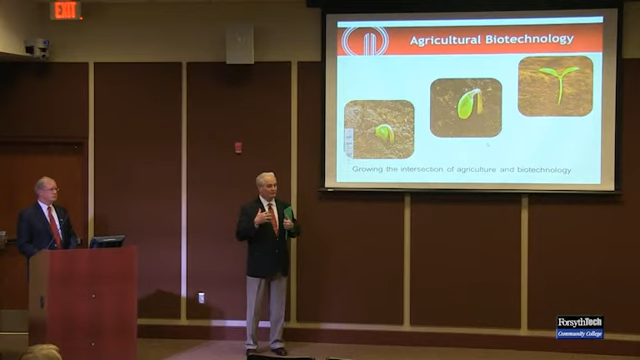 EXIT
Agricultural Biotechnology
Growing the intersection of agriculture and biotechnology
ForsythTech
Community College